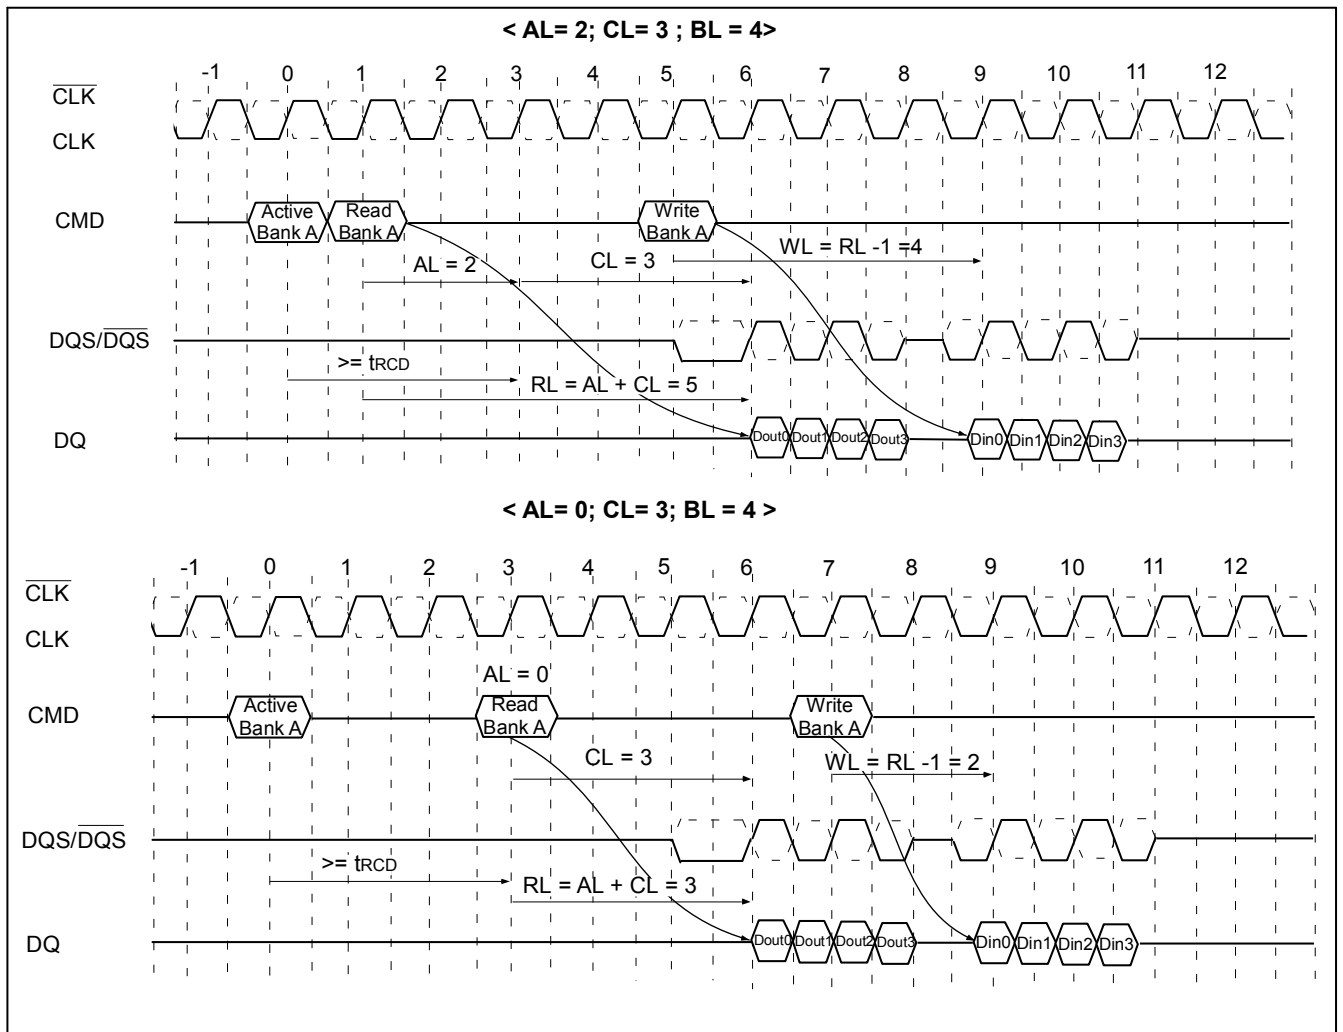 < AL= 2; CL= 3 ; BL = 4>
-1 0 1 2 3 4 5 6 7 8 9 10 11 12
CLK
CLK
CMD
Active Bank A
Read Bank A
Write Bank A
AL = 2
CL = 3
WL = RL -1 =4
DQS/DQS
>= tRCD
RL = AL + CL = 5
DQ
Dout0 Dout1 Dout2 Dout3 Din0 Din1 Din2 Din3
< AL= 0; CL= 3; BL = 4 >
-1 0 1 2 3 4 5 6 7 8 9 10 11 12
CLK
CLK
AL = 0
CMD
Active Bank A
Read Bank A
Write Bank A
CL = 3
WL = RL -1 = 2
DQS/DQS
>= tRCD
RL = AL + CL = 3
DQ
Dout0 Dout1 Dout2 Dout3 Din0 Din1 Din2 Din3